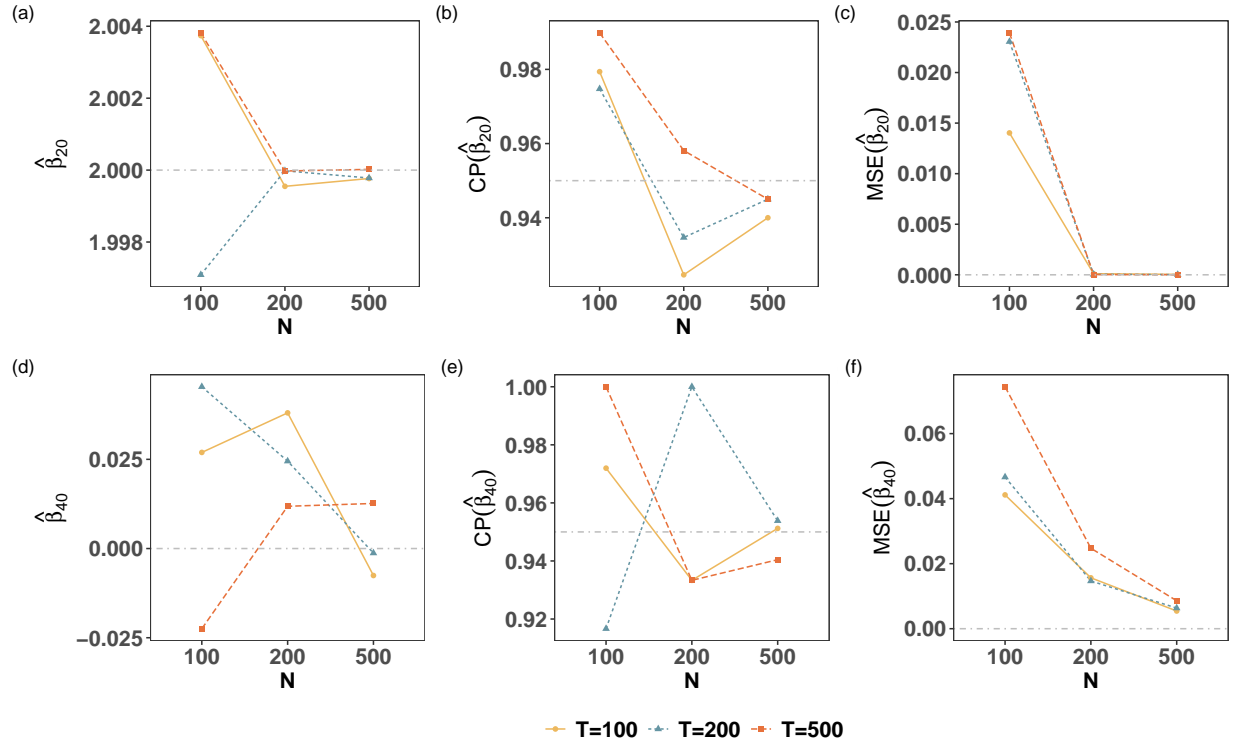 (a)
2.004
2.002
2.000
1.998
β̂20
100 200 500
N
(b)
0.98
0.96
0.94
CP(β̂20)
100 200 500
N
(c)
0.025
0.020
0.015
0.010
0.005
0.000
MSE(β̂20)
100 200 500
N
(d)
0.025
0.000
−0.025
β̂40
100 200 500
N
(e)
1.00
0.98
0.96
0.94
0.92
CP(β̂40)
100 200 500
N
(f)
0.06
0.04
0.02
0.00
MSE(β̂40)
100 200 500
N
T=100 T=200 T=500